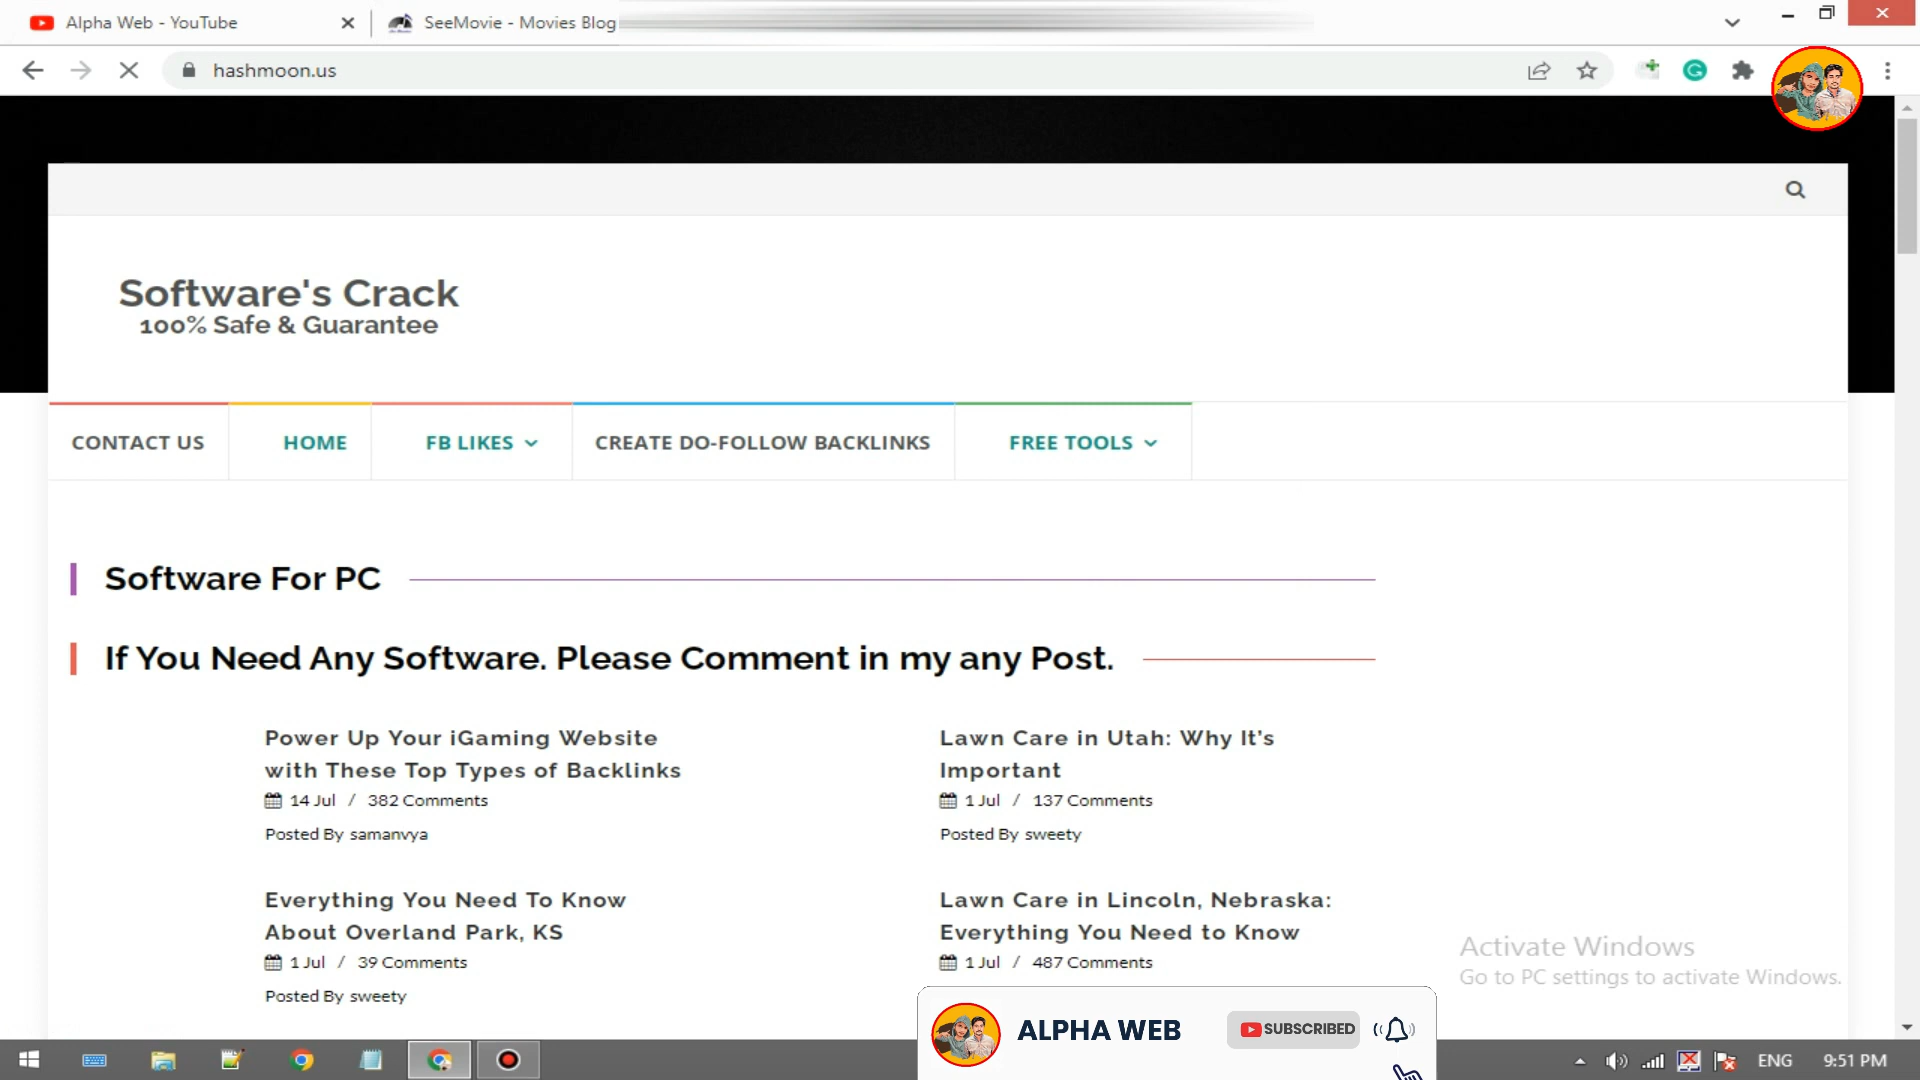 Alpha Web - YouTube
SeeMovie - Movies Blog
hashmoon.us
Software's Crack
100% Safe & Guarantee
CONTACT US
HOME
FB LIKES
CREATE DO-FOLLOW BACKLINKS
FREE TOOLS
Software For PC
If You Need Any Software. Please Comment in my any Post.
Power Up Your iGaming Website
with These Top Types of Backlinks
14 Jul / 382 Comments
Posted By samanvya
Lawn Care in Utah: Why It's
Important
1 Jul / 137 Comments
Posted By sweety
Everything You Need To Know
About Overland Park, KS
1 Jul / 39 Comments
Posted By sweety
Lawn Care in Lincoln, Nebraska:
Everything You Need to Know
1 Jul / 487 Comments
Activate Windows
Go to PC settings to activate Windows.
ALPHA WEB
SUBSCRIBED
ENG
9:51 PM